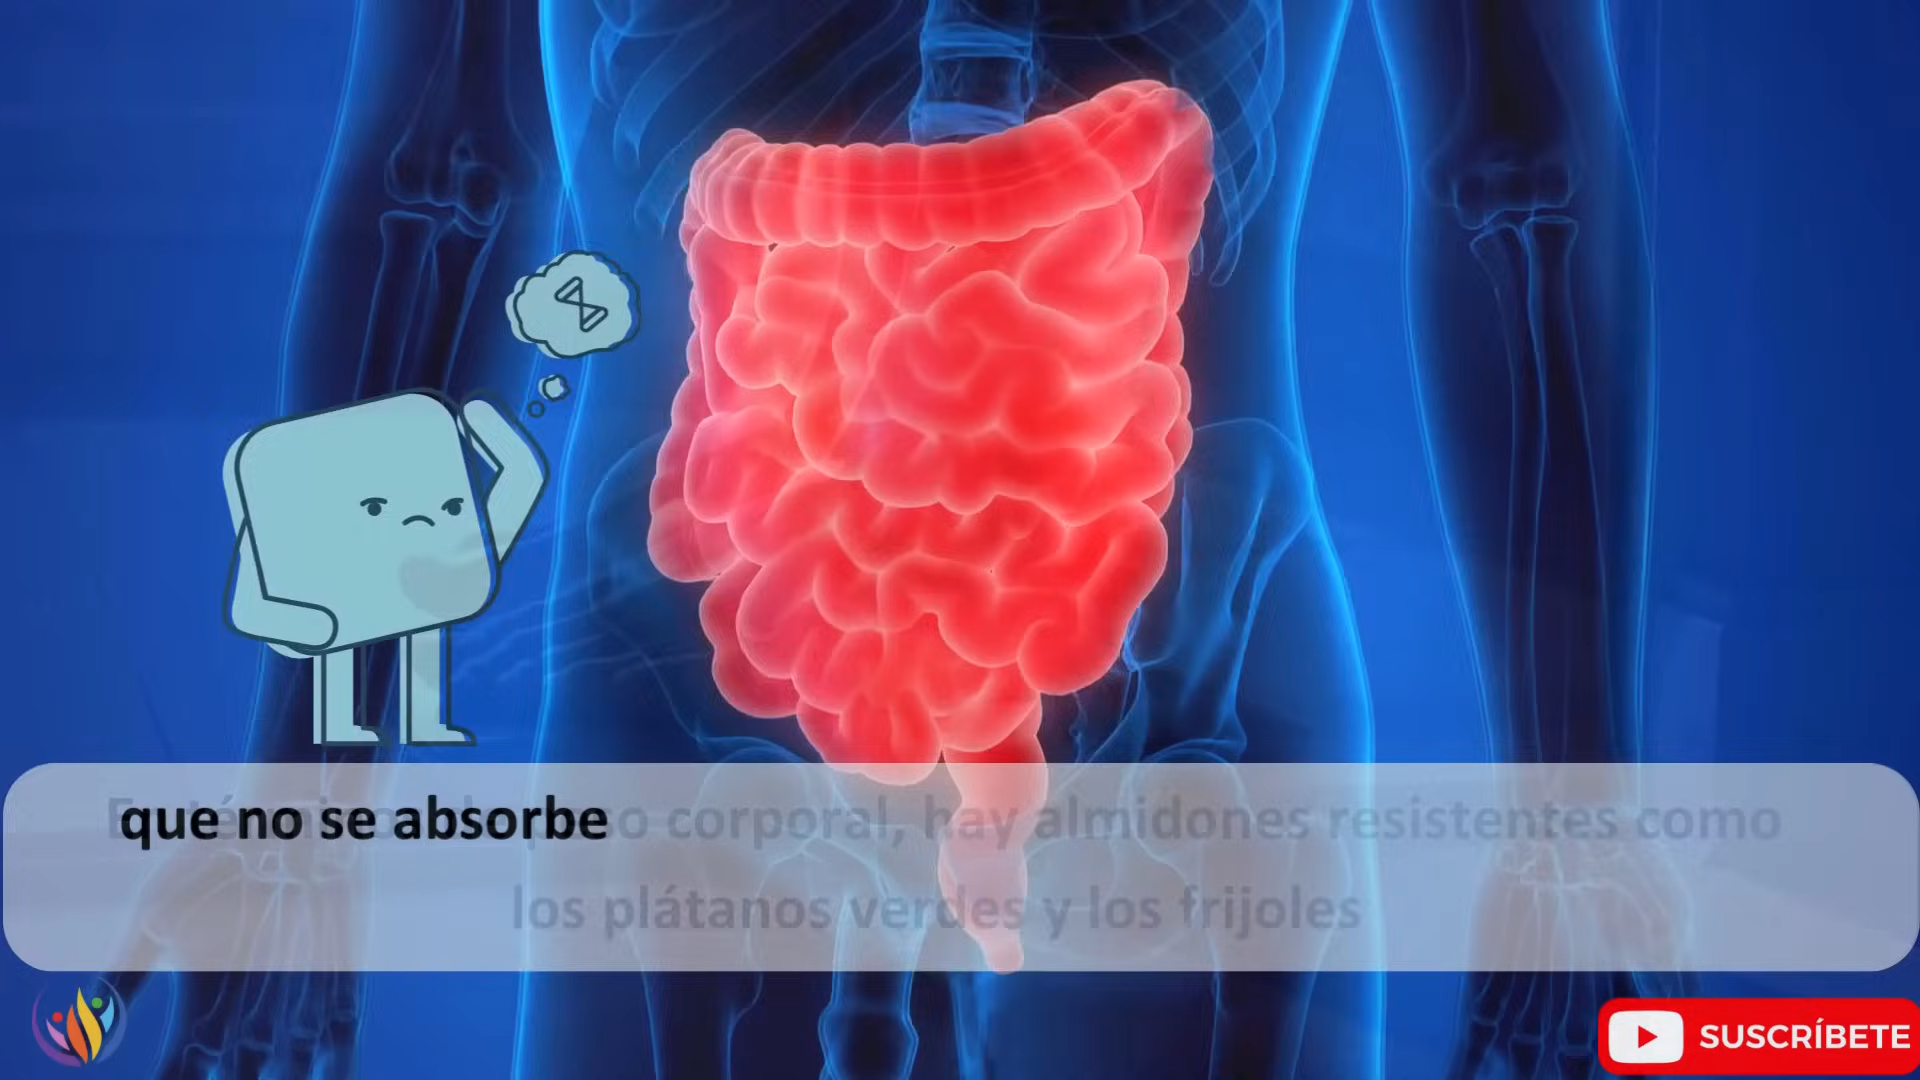 que no se absorbe
corporal, hay almidones resistentes como
los plátanos verdes y los frijoles
SUSCRÍBETE